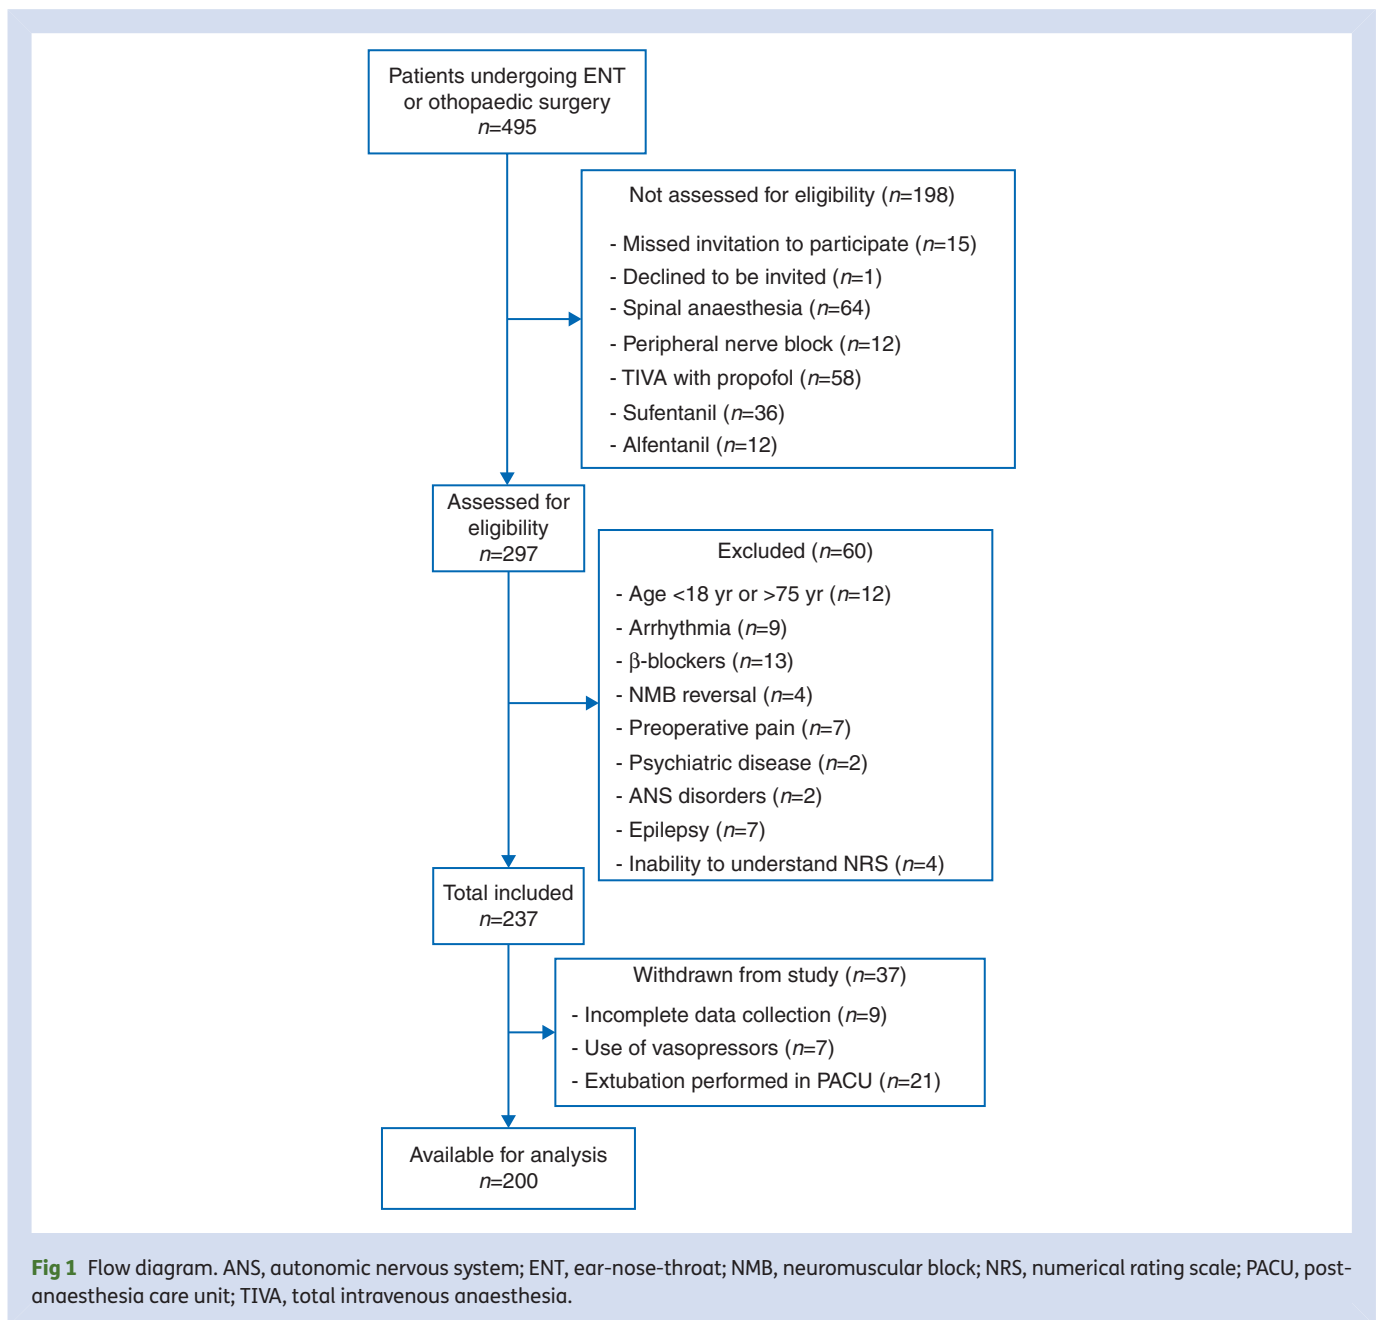 Patients undergoing ENT
or othopaedic surgery
n=495
Not assessed for eligibility (n=198)
- Missed invitation to participate (n=15)
- Declined to be invited (n=1)
- Spinal anaesthesia (n=64)
- Peripheral nerve block (n=12)
- TIVA with propofol (n=58)
- Sufentanil (n=36)
- Alfentanil (n=12)
Assessed for
eligibility
n=297
Excluded (n=60)
- Age <18 yr or >75 yr (n=12)
- Arrhythmia (n=9)
- β-blockers (n=13)
- NMB reversal (n=4)
- Preoperative pain (n=7)
- Psychiatric disease (n=2)
- ANS disorders (n=2)
- Epilepsy (n=7)
- Inability to understand NRS (n=4)
Total included
n=237
Withdrawn from study (n=37)
- Incomplete data collection (n=9)
- Use of vasopressors (n=7)
- Extubation performed in PACU (n=21)
Available for analysis
n=200
Fig 1 Flow diagram. ANS, autonomic nervous system; ENT, ear-nose-throat; NMB, neuromuscular block; NRS, numerical rating scale; PACU, post-
anaesthesia care unit; TIVA, total intravenous anaesthesia.